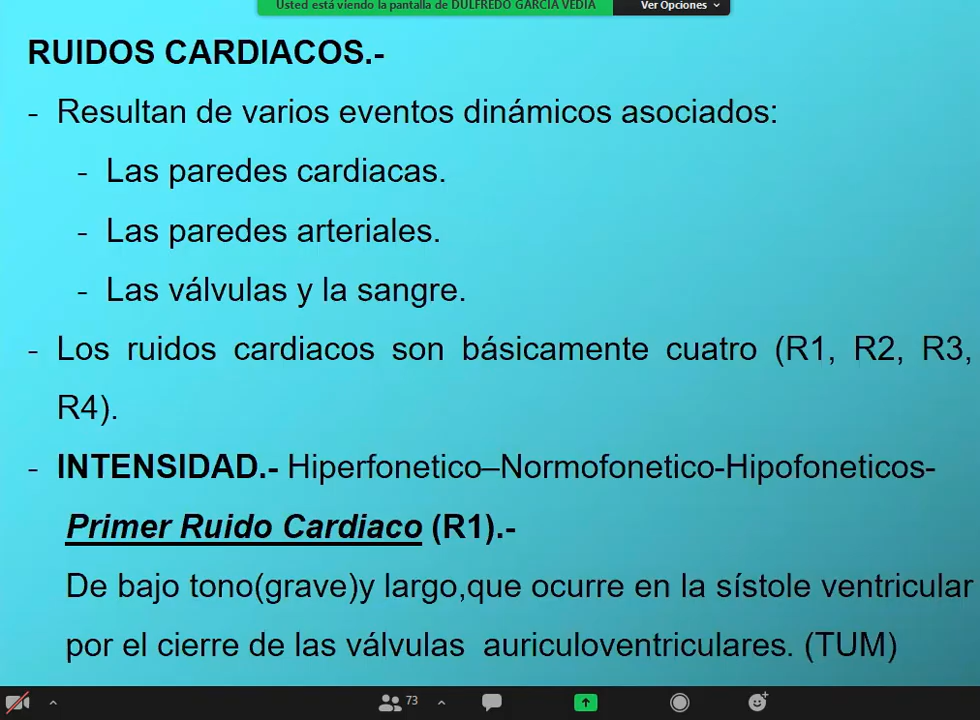 Usted está viendo la pantalla de DULFREDO GARCIA VEDIA Ver Opciones
RUIDOS CARDIACOS.-
- Resultan de varios eventos dinámicos asociados:
- Las paredes cardiacas.
- Las paredes arteriales.
- Las válvulas y la sangre.
- Los ruidos cardiacos son básicamente cuatro (R1, R2, R3,
R4).
- INTENSIDAD.- Hiperfonetico–Normofonetico-Hipofoneticos-
Primer Ruido Cardiaco (R1).-
De bajo tono(grave)y largo,que ocurre en la sístole ventricular
por el cierre de las válvulas auriculoventriculares. (TUM)
73